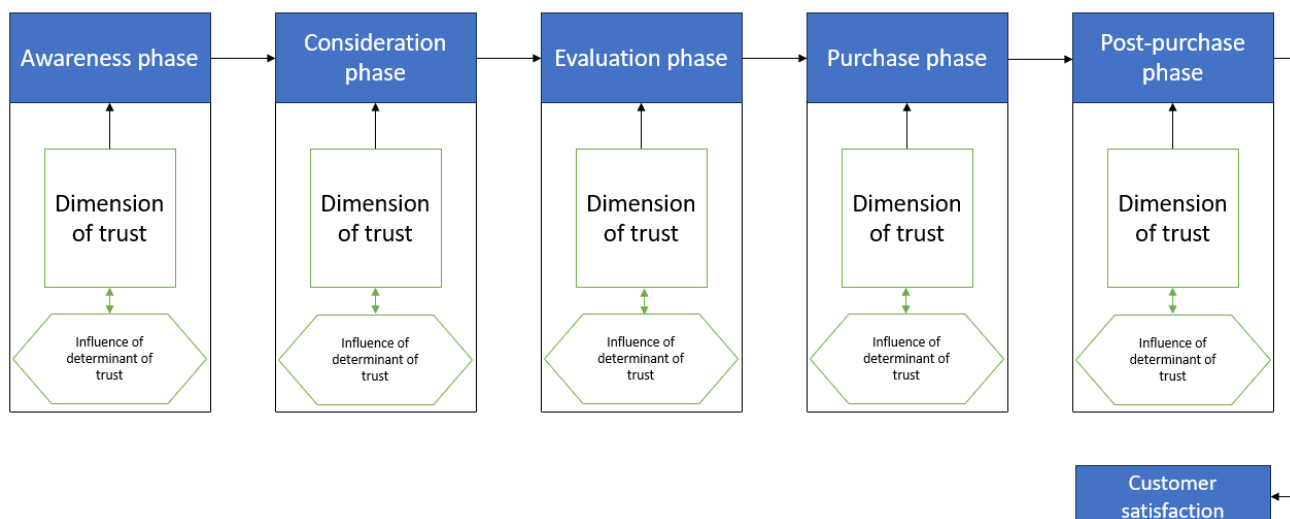 Awareness phase
Consideration
phase
Evaluation phase
Purchase phase
Post-purchase
phase
Dimension
of trust
Dimension
of trust
Dimension
of trust
Dimension
of trust
Dimension
of trust
Influence of
determinant of
trust
Influence of
determinant of
trust
Influence of
determinant of
trust
Influence of
determinant of
trust
Influence of
determinant of
trust
Customer
satisfaction